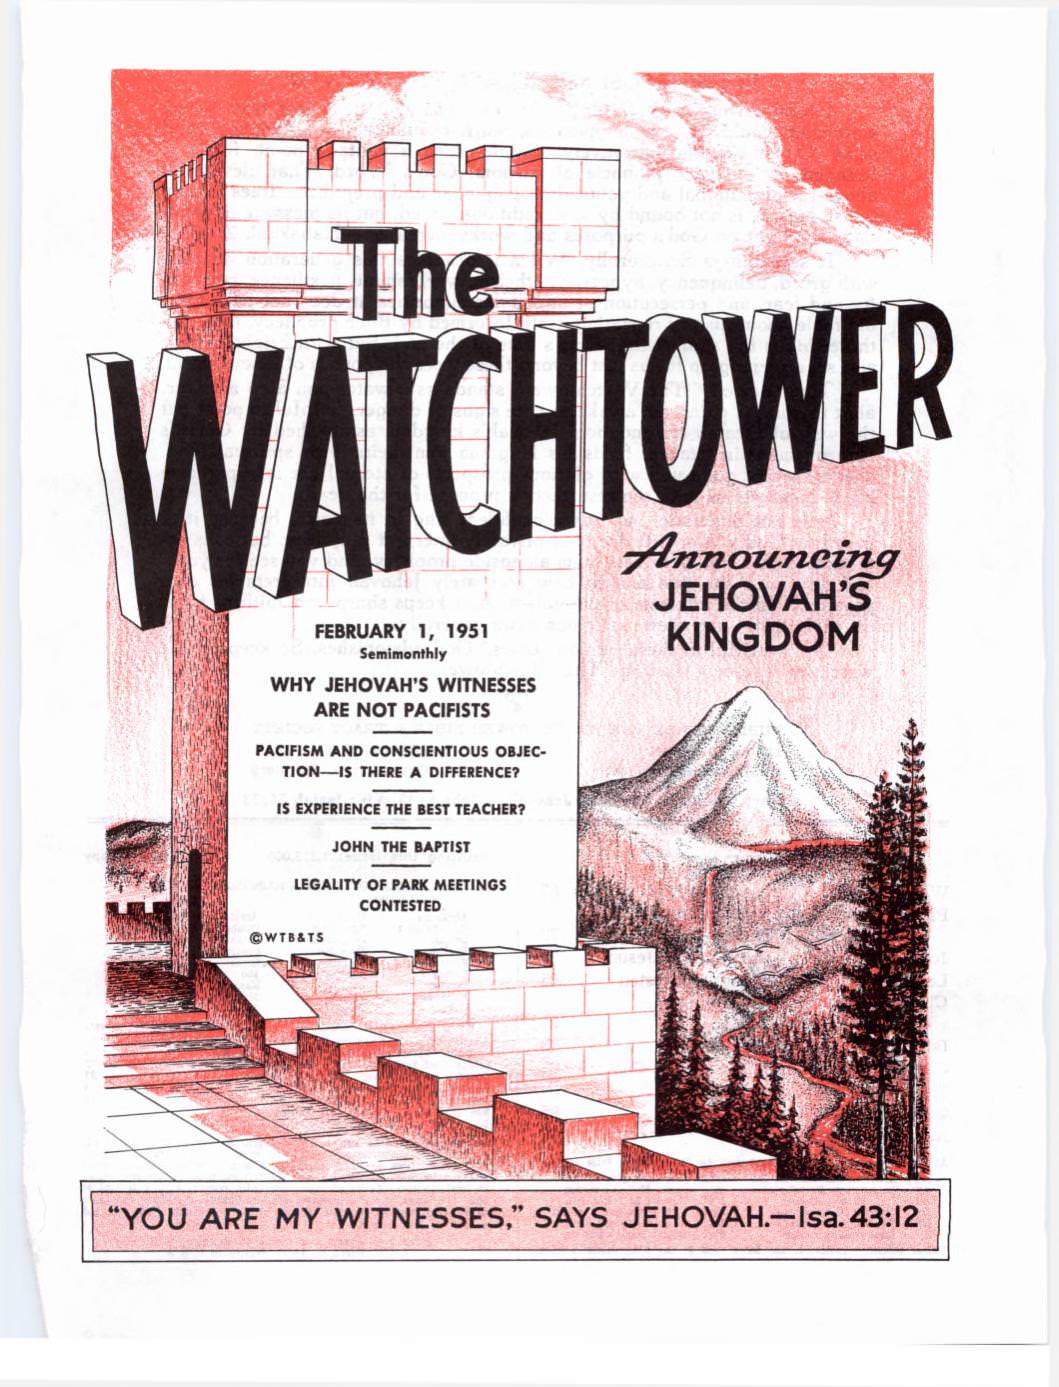 The
WATCHTOWER
Announcing
JEHOVAH'S
KINGDOM
FEBRUARY 1, 1951
Semimonthly
WHY JEHOVAH'S WITNESSES
ARE NOT PACIFISTS
PACIFISM AND CONSCIENTIOUS OBJEC-
TION—IS THERE A DIFFERENCE?
IS EXPERIENCE THE BEST TEACHER?
JOHN THE BAPTIST
LEGALITY OF PARK MEETINGS
CONTESTED
©WTB&TS
"YOU ARE MY WITNESSES," SAYS JEHOVAH.—Isa. 43:12